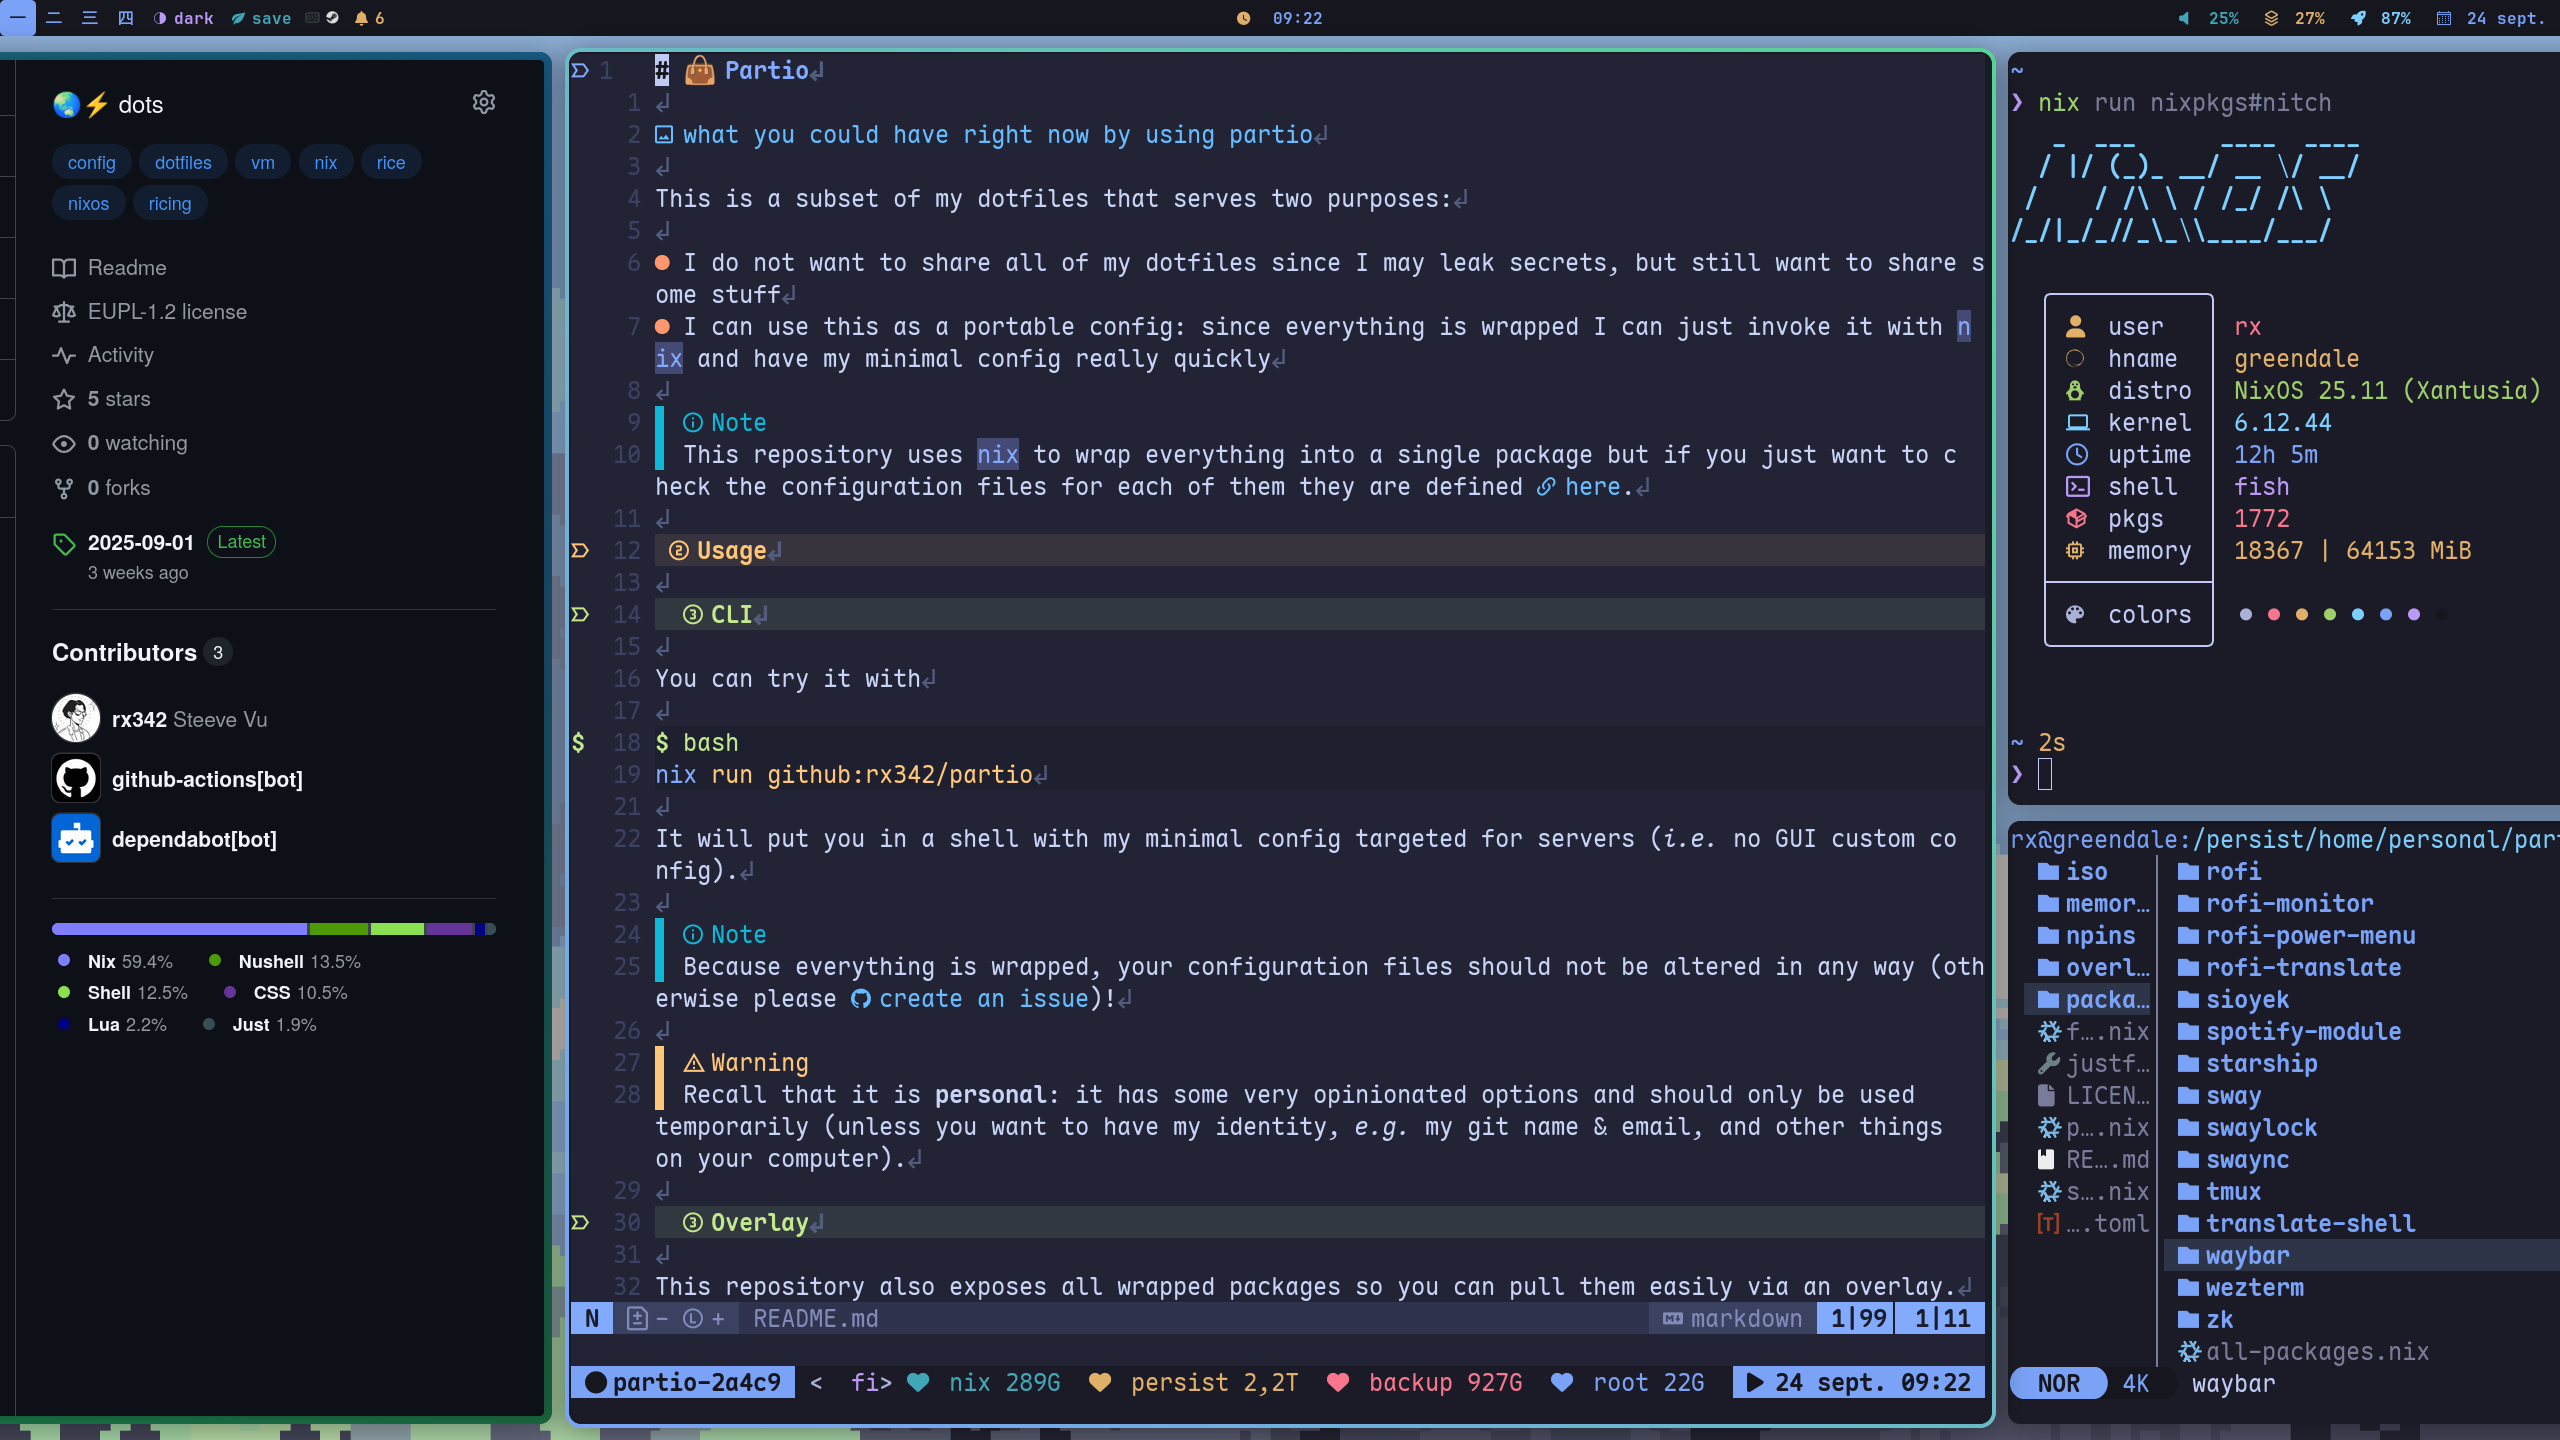 一 二 三 四 dark save 6
09:22
25% 27% 87% 24 sept.
dots
config dotfiles vm nix rice
nixos ricing
Readme
EUPL-1.2 license
Activity
5 stars
0 watching
0 forks
2025-09-01 Latest
3 weeks ago
Contributors 3
rx342 Steeve Vu
github-actions[bot]
dependabot[bot]
Nix 59.4% Nushell 13.5%
Shell 12.5% CSS 10.5%
Lua 2.2% Just 1.9%
1 # 👜 Partio↲
1 ↲
2 what you could have right now by using partio↲
3 ↲
4 This is a subset of my dotfiles that serves two purposes:↲
5 ↲
6 ● I do not want to share all of my dotfiles since I may leak secrets, but still want to share s
ome stuff↲
7 ● I can use this as a portable config: since everything is wrapped I can just invoke it with n
ix and have my minimal config really quickly↲
8 ↲
9 Note
10 This repository uses nix to wrap everything into a single package but if you just want to c
heck the configuration files for each of them they are defined here.↲
11 ↲
12 ② Usage↲
13 ↲
14 ③ CLI↲
15 ↲
16 You can try it with↲
17 ↲
$ 18 $ bash
19 nix run github:rx342/partio↲
21 ↲
22 It will put you in a shell with my minimal config targeted for servers (i.e. no GUI custom co
nfig).↲
23 ↲
24 Note
25 Because everything is wrapped, your configuration files should not be altered in any way (oth
erwise please create an issue)!↲
26 ↲
27 Warning
28 Recall that it is personal: it has some very opinionated options and should only be used
temporarily (unless you want to have my identity, e.g. my git name & email, and other things
on your computer).↲
29 ↲
30 ③ Overlay↲
31 ↲
32 This repository also exposes all wrapped packages so you can pull them easily via an overlay.↲
N - Ⓛ + README.md markdown 1|99 1|11
partio-2a4c9 < fi> nix 289G persist 2,2T backup 927G root 22G 24 sept. 09:22
~
❯ nix run nixpkgs#nitch
user rx
hname greendale
distro NixOS 25.11 (Xantusia)
kernel 6.12.44
uptime 12h 5m
shell fish
pkgs 1772
memory 18367 | 64153 MiB
colors
~ 2s
❯
rx@greendale:/persist/home/personal/par
iso rofi
memor… rofi-monitor
npins rofi-power-menu
overl… rofi-translate
packa… sioyek
f….nix spotify-module
justf… starship
LICEN… sway
p….nix swaylock
RE….md swaync
s….nix tmux
[T] ….toml translate-shell
waybar
wezterm
zk
all-packages.nix
NOR 4K waybar